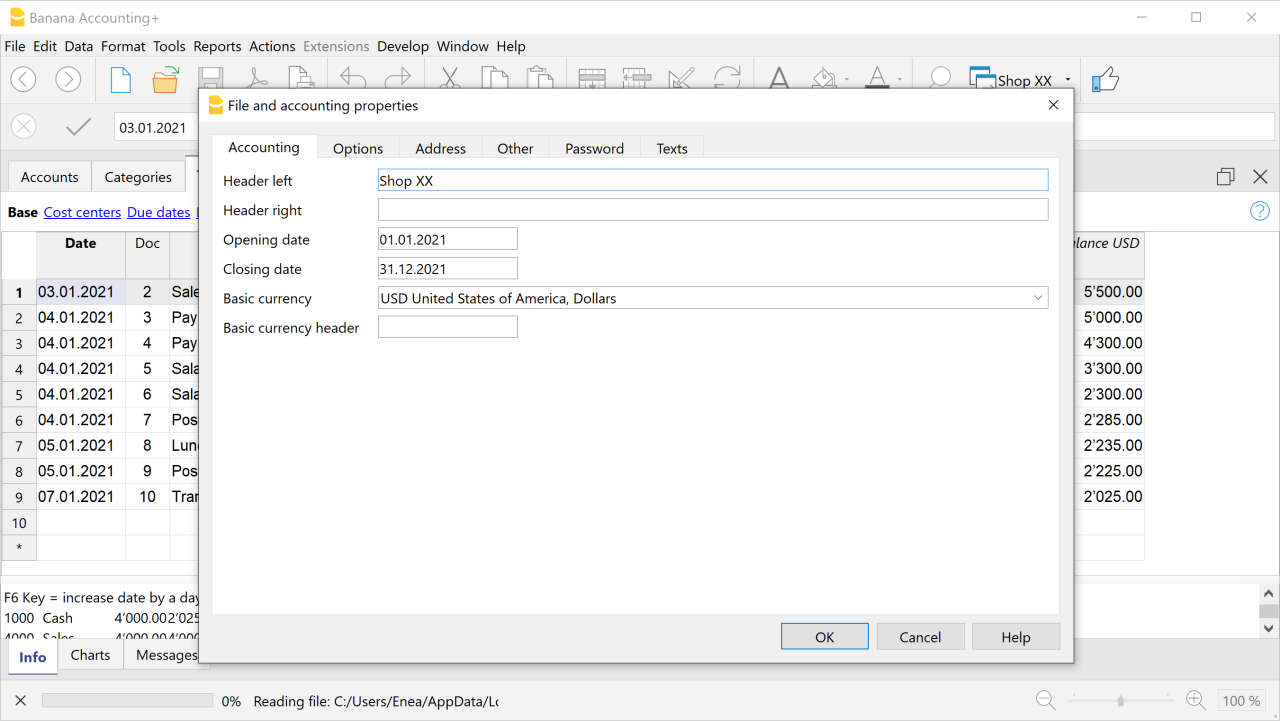 Banana Accounting+
File Edit Data Format Tools Reports Actions Extensions Develop Window Help
Shop XX
File and accounting properties
03.01.2021
Accounting Options Address Other Password Texts
Accounts Categories
Header left Shop XX
Header right
Base Cost centers Due dates
Opening date 01.01.2021
Closing date 31.12.2021
Basic currency USD United States of America, Dollars
Basic currency header
Date Doc lance USD
1 03.01.2021 2 Sale 5'500.00
2 04.01.2021 3 Pay 5'000.00
3 04.01.2021 4 Pay 4'300.00
4 04.01.2021 5 Sala 3'300.00
5 04.01.2021 6 Sala 2'300.00
6 04.01.2021 7 Pos 2'285.00
7 05.01.2021 8 Lun 2'235.00
8 05.01.2021 9 Pos 2'225.00
9 07.01.2021 10 Tran 2'025.00
10
*
F6 Key = increase date by a day
1000 Cash 4'000.002'025
4000 Sales 4'000.004'000
OK Cancel Help
Info Charts Messages
0% Reading file: C:/Users/Enea/AppData/Lo
100 %